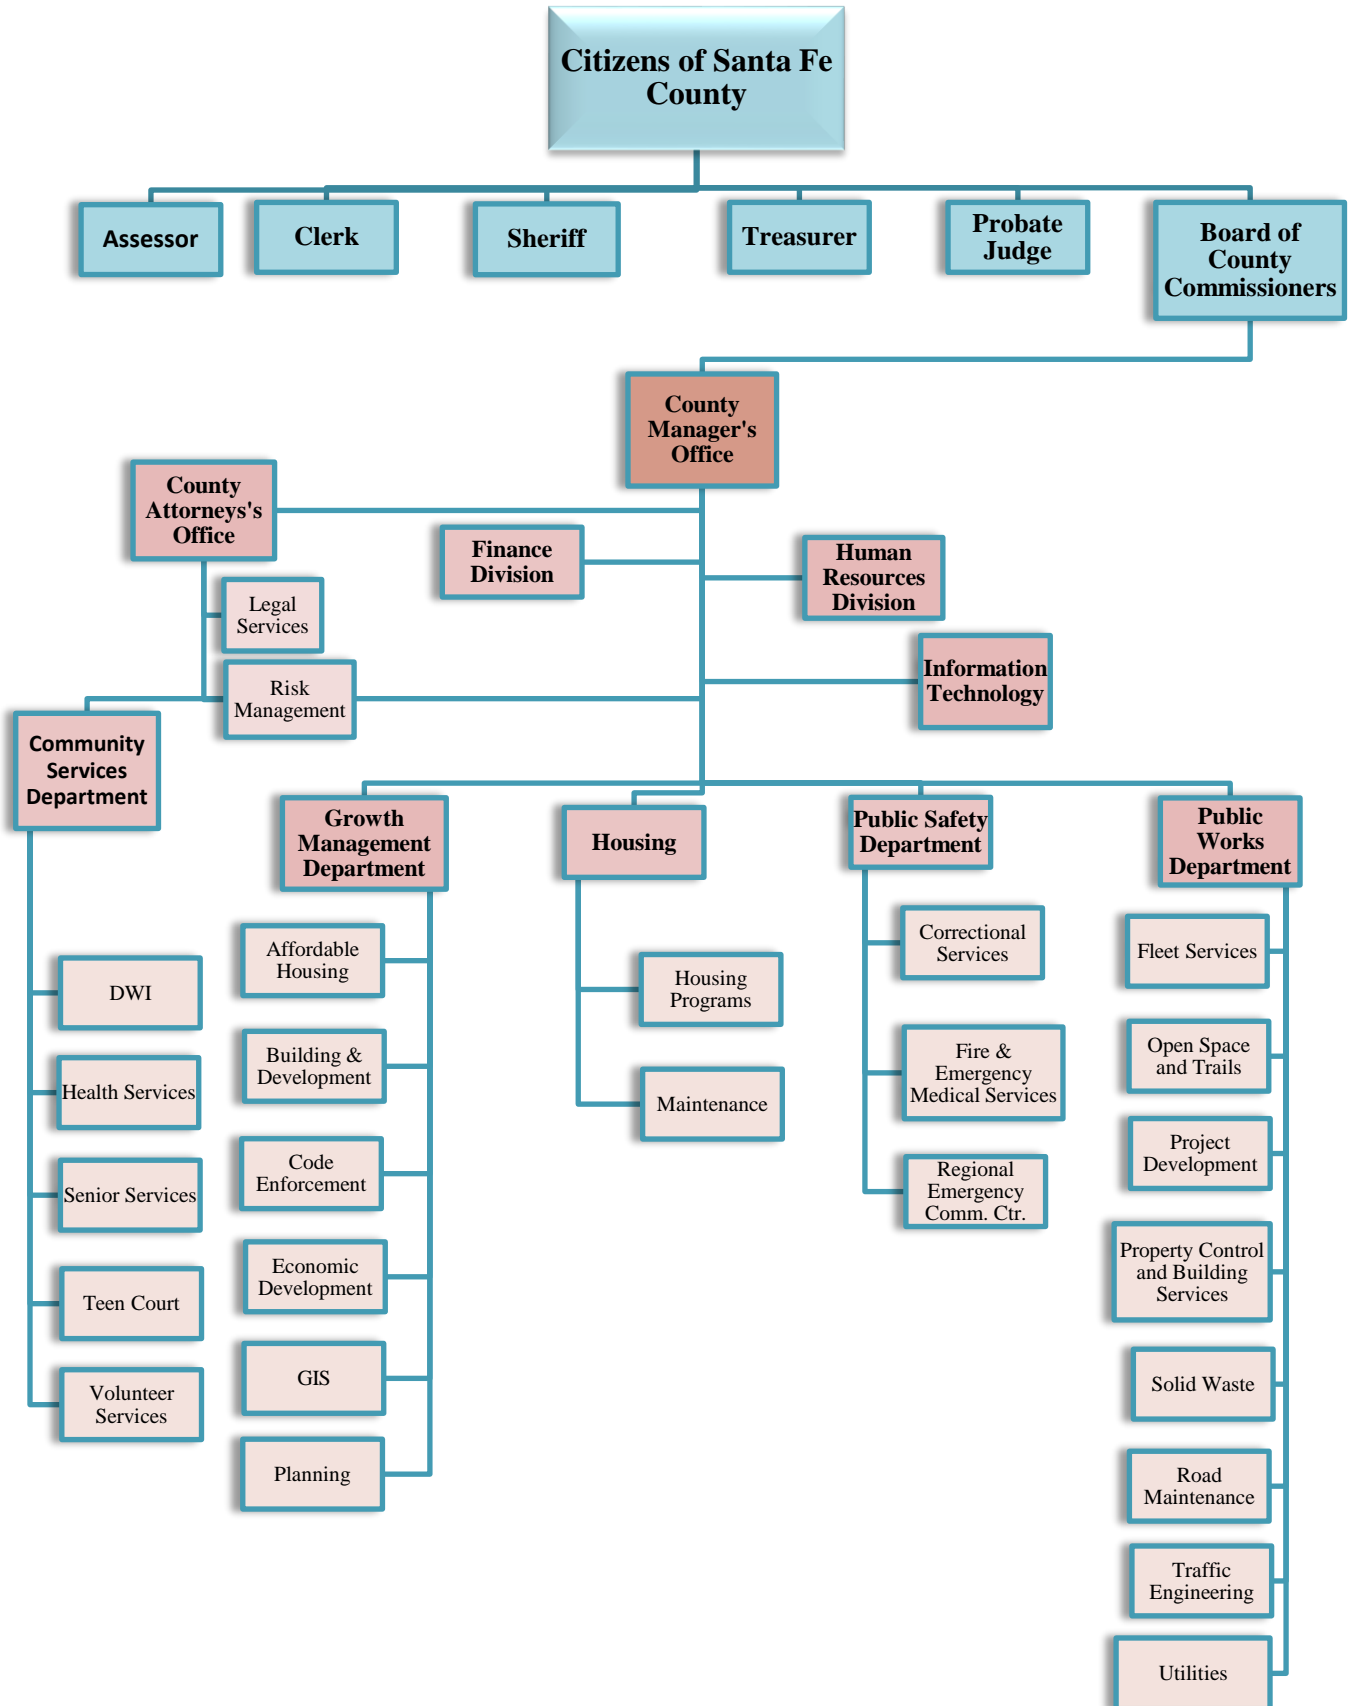 Citizens of Santa Fe
County
Assessor
Clerk
Sheriff
Treasurer
Probate
Judge
Board of
County
Commissioners
County
Manager's
Office
County
Attorneys's
Office
Finance
Division
Human
Resources
Division
Legal
Services
Information
Technology
Risk
Management
Community
Services
Department
Growth
Management
Department
Housing
Public Safety
Department
Public
Works
Department
DWI
Health Services
Senior Services
Teen Court
Volunteer
Services
Affordable
Housing
Building &
Development
Code
Enforcement
Economic
Development
GIS
Planning
Housing
Programs
Maintenance
Correctional
Services
Fire &
Emergency
Medical Services
Regional
Emergency
Comm. Ctr.
Fleet Services
Open Space
and Trails
Project
Development
Property Control
and Building
Services
Solid Waste
Road
Maintenance
Traffic
Engineering
Utilities